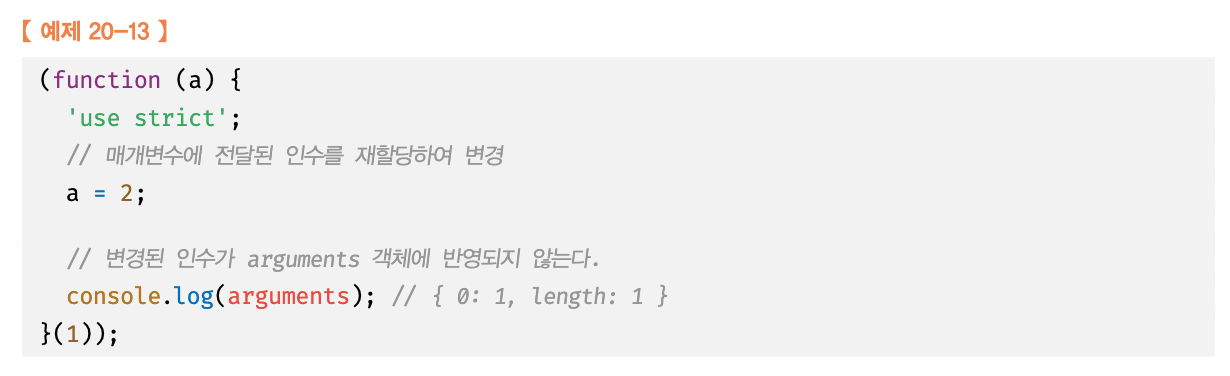 【 예제 20-13 】
(function (a) {
  'use strict';
  // 매개변수에 전달된 인수를 재할당하여 변경
  a = 2;

  // 변경된 인수가 arguments 객체에 반영되지 않는다.
  console.log(arguments); // { 0: 1, length: 1 }
}(1));